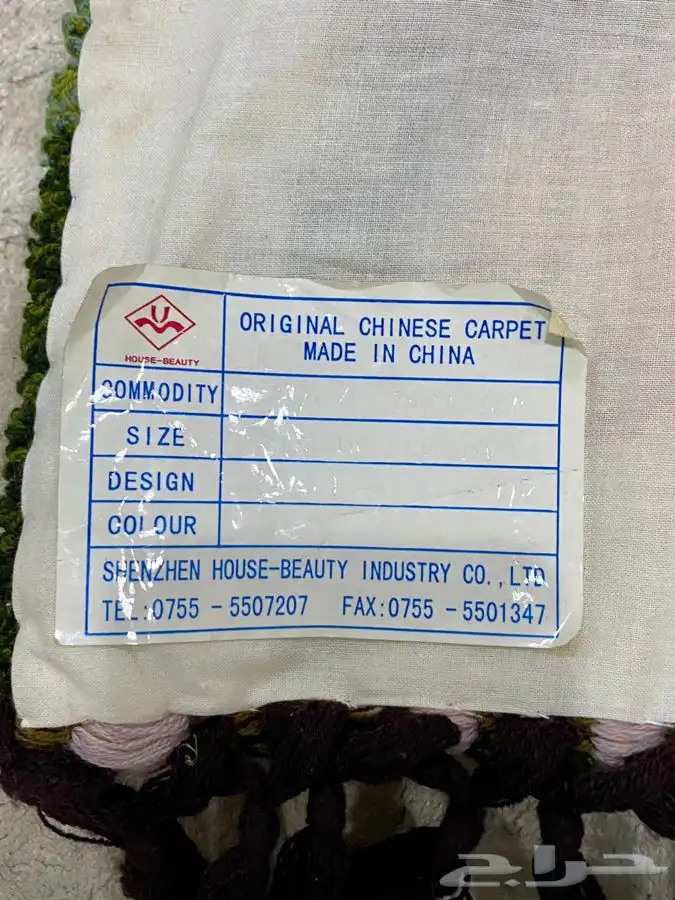 HOUSE-BEAUTY
ORIGINAL CHINESE CARPET
MADE IN CHINA
COMMODITY
SIZE
DESIGN
COLOUR
SHENZHEN HOUSE-BEAUTY INDUSTRY CO.,LTD
TEL:0755-5507207 FAX:0755-5501347
حراج